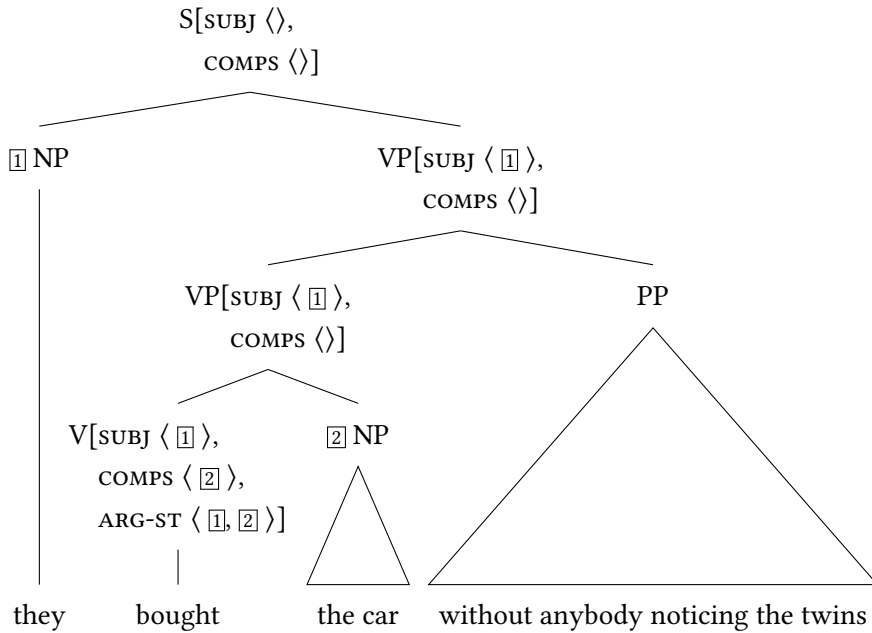 S[SUBJ ⟨⟩,
COMPS ⟨⟩]
1 NP
VP[SUBJ ⟨ 1 ⟩,
COMPS ⟨⟩]
VP[SUBJ ⟨ 1 ⟩,
COMPS ⟨⟩]
PP
V[SUBJ ⟨ 1 ⟩,
COMPS ⟨ 2 ⟩,
ARG-ST ⟨ 1, 2 ⟩]
2 NP
they bought the car without anybody noticing the twins